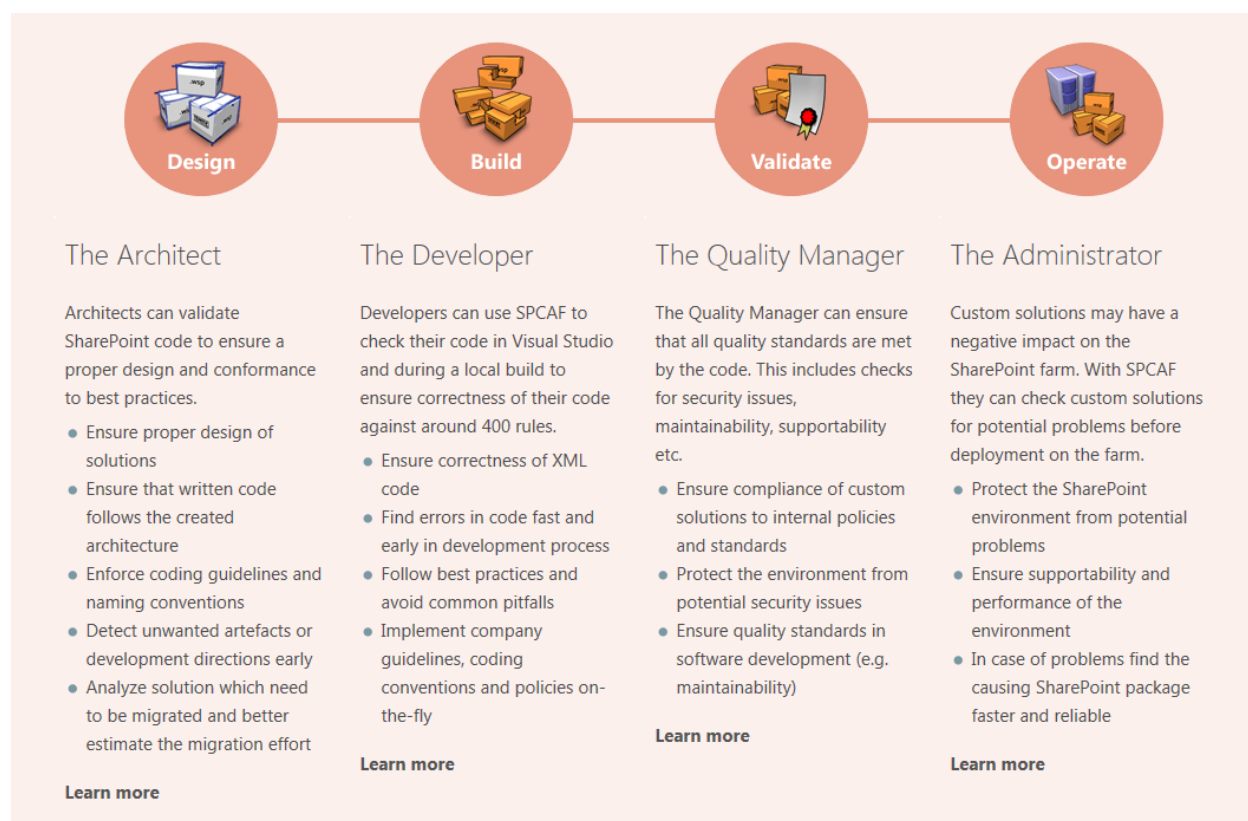 .wsp
Design
Build
Validate
Operate
The Architect
Architects can validate
SharePoint code to ensure a
proper design and conformance
to best practices.
Ensure proper design of
solutions
Ensure that written code
follows the created
architecture
Enforce coding guidelines and
naming conventions
Detect unwanted artefacts or
development directions early
Analyze solution which need
to be migrated and better
estimate the migration effort
Learn more
The Developer
Developers can use SPCAF to
check their code in Visual Studio
and during a local build to
ensure correctness of their code
against around 400 rules.
Ensure correctness of XML
code
Find errors in code fast and
early in development process
Follow best practices and
avoid common pitfalls
Implement company
guidelines, coding
conventions and policies on-
the-fly
Learn more
The Quality Manager
The Quality Manager can ensure
that all quality standards are met
by the code. This includes checks
for security issues,
maintainability, supportability
etc.
Ensure compliance of custom
solutions to internal policies
and standards
Protect the environment from
potential security issues
Ensure quality standards in
software development (e.g.
maintainability)
Learn more
The Administrator
Custom solutions may have a
negative impact on the
SharePoint farm. With SPCAF
they can check custom solutions
for potential problems before
deployment on the farm.
Protect the SharePoint
environment from potential
problems
Ensure supportability and
performance of the
environment
In case of problems find the
causing SharePoint package
faster and reliable
Learn more